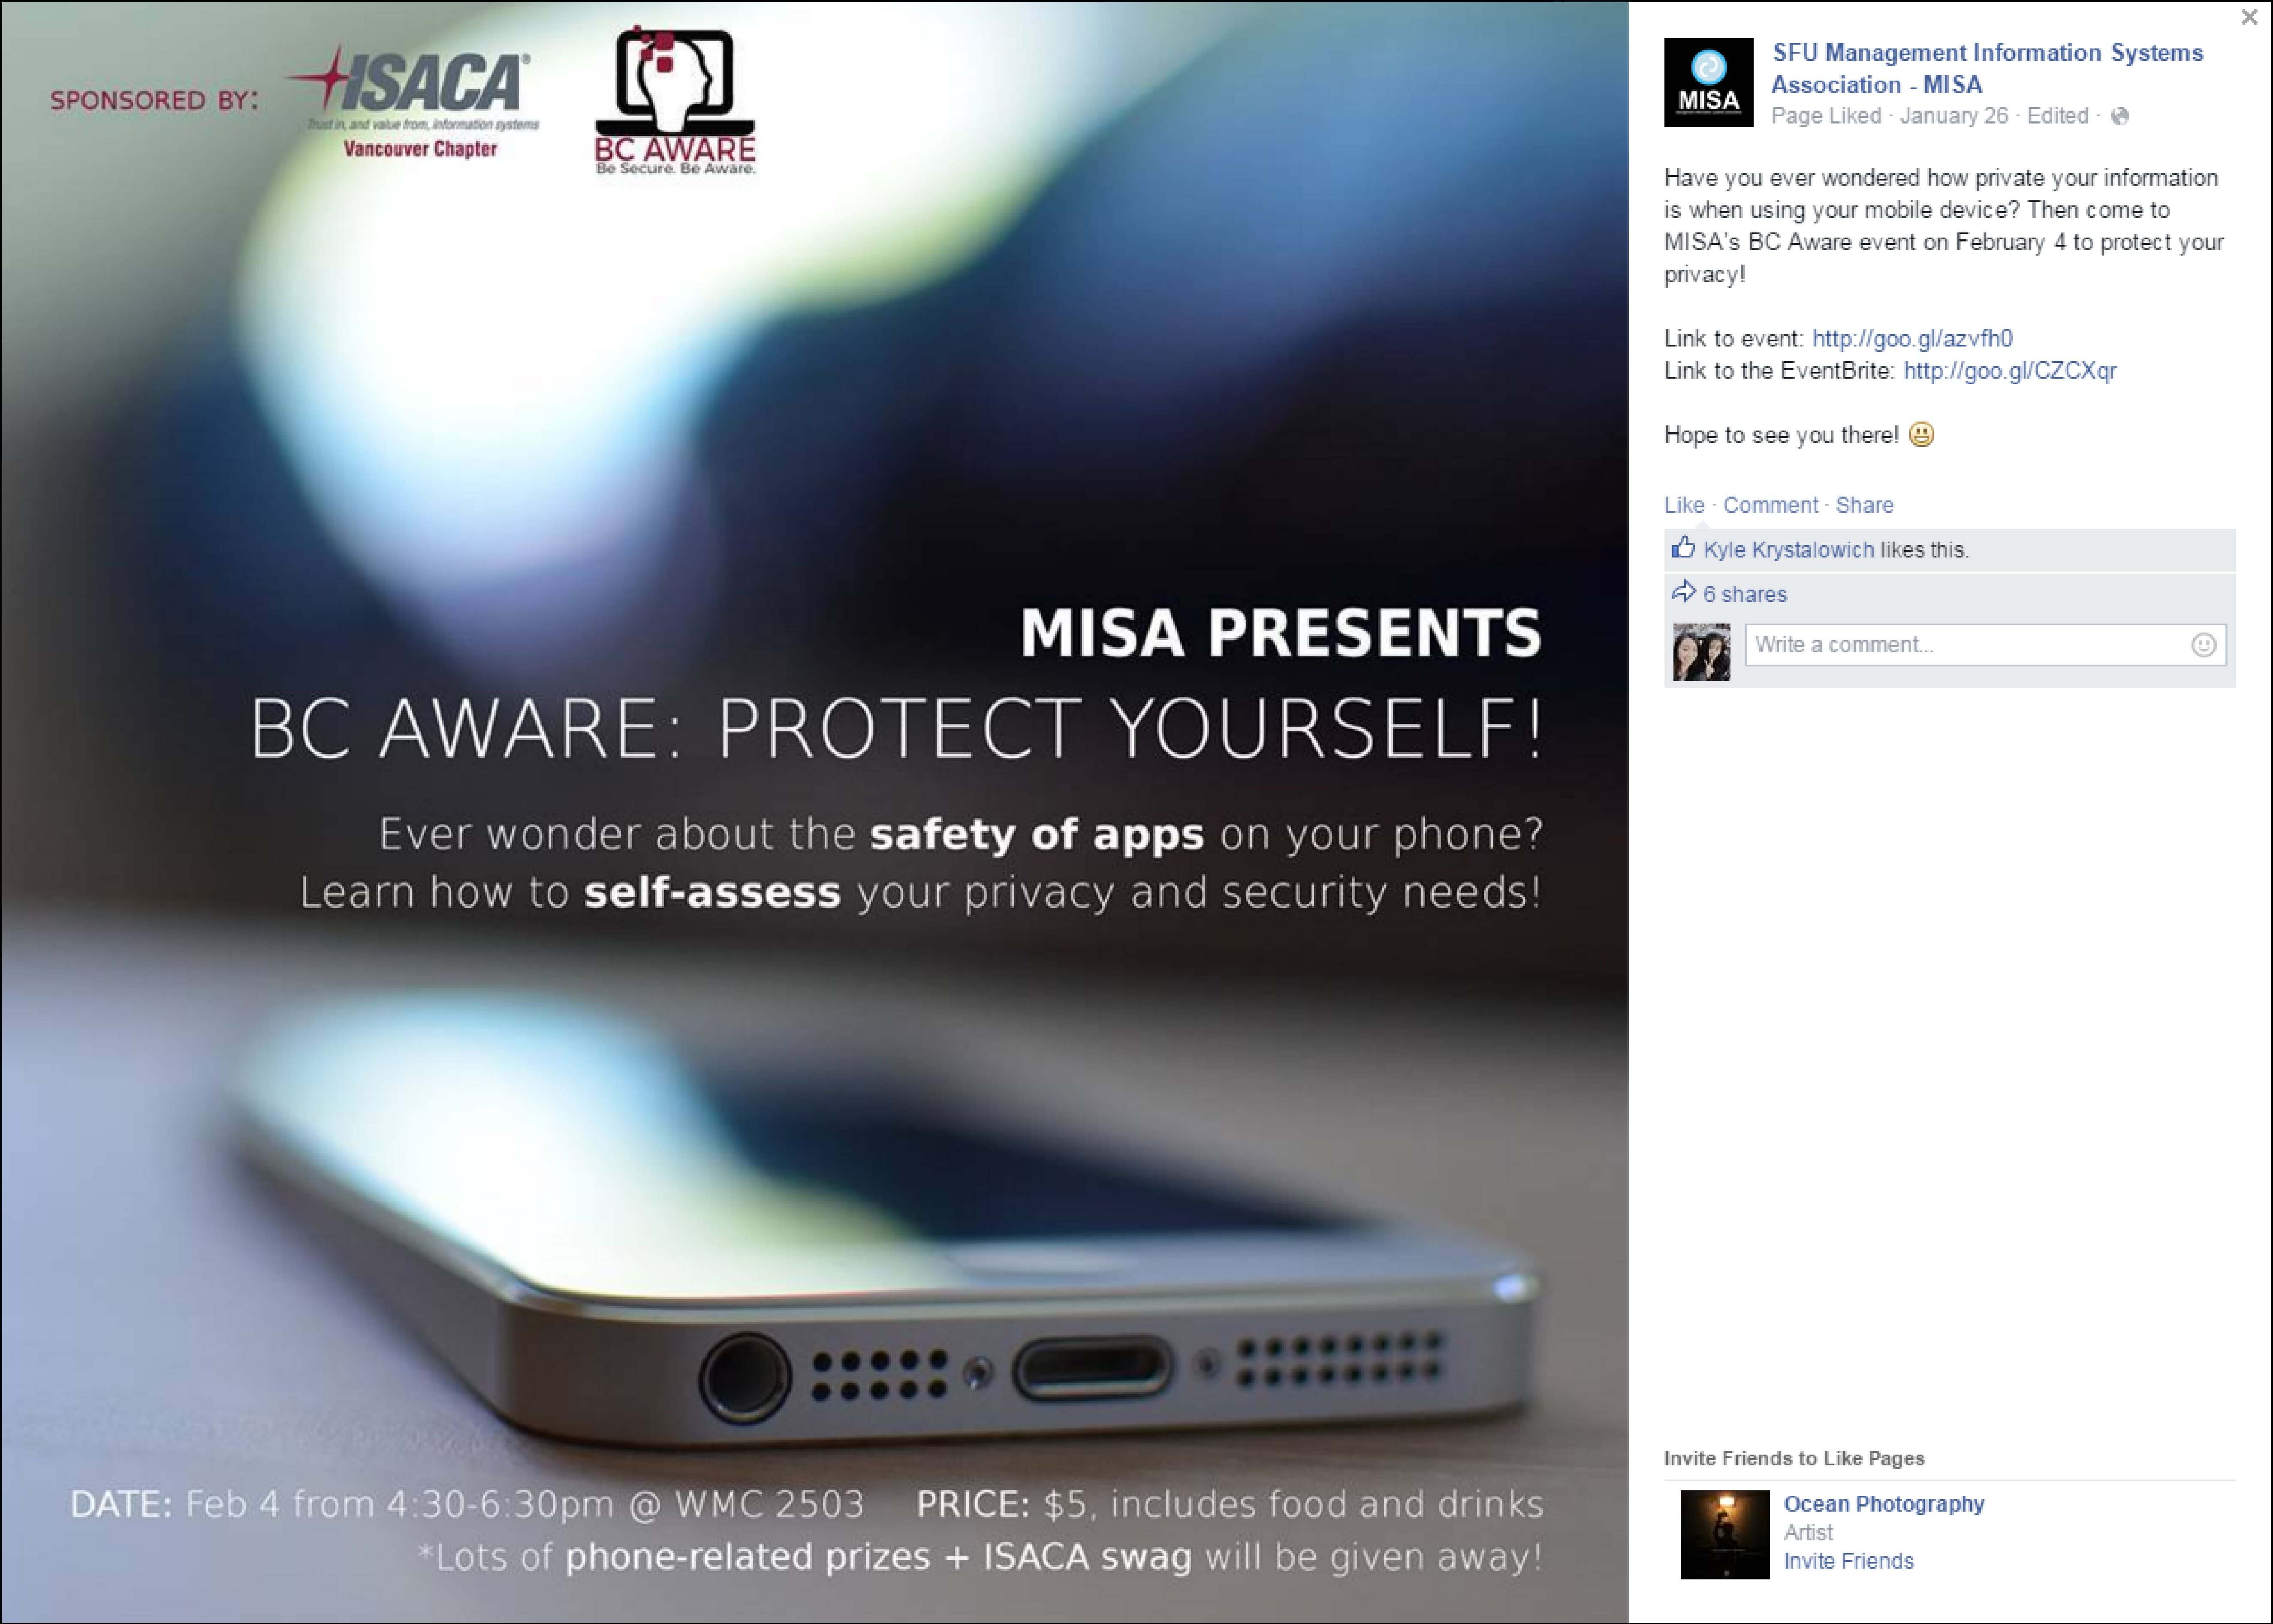 SPONSORED BY:
ISACA®
Trust in, and value from, information systems
Vancouver Chapter
BC AWARE
Be Secure. Be Aware.
MISA PRESENTS
BC AWARE: PROTECT YOURSELF!
Ever wonder about the safety of apps on your phone?
Learn how to self-assess your privacy and security needs!
DATE: Feb 4 from 4:30-6:30pm @ WMC 2503 PRICE: $5, includes food and drinks
*Lots of phone-related prizes + ISACA swag will be given away!
MISA
SFU Management Information Systems
Association - MISA
Page Liked · January 26 · Edited ·
Have you ever wondered how private your information
is when using your mobile device? Then come to
MISA's BC Aware event on February 4 to protect your
privacy!
Link to event: http://goo.gl/azvfh0
Link to the EventBrite: http://goo.gl/CZCXqr
Hope to see you there! 😃
Like · Comment · Share
Kyle Krystalowich likes this.
6 shares
Write a comment...
Invite Friends to Like Pages
Ocean Photography
Artist
Invite Friends